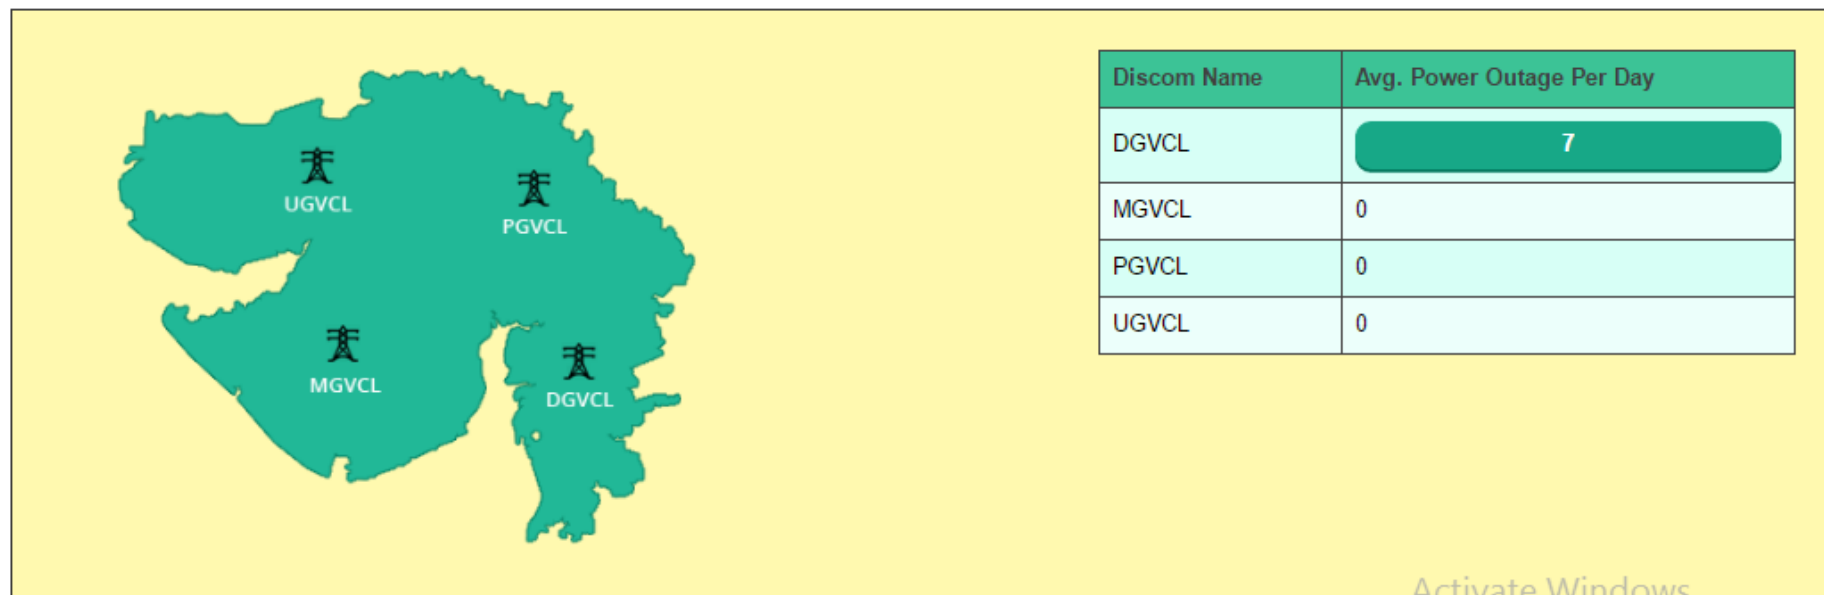 UGVCL
PGVCL
MGVCL
DGVCL
Discom Name Avg. Power Outage Per Day
DGVCL 7
MGVCL 0
PGVCL 0
UGVCL 0
Activate Windows